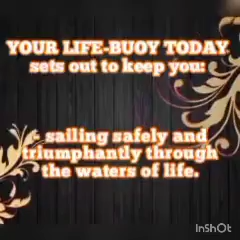 YOUR LIFE-BUOY TODAY
sets out to keep you:
- sailing safely and
triumphantly through
the waters of life.
InShOt